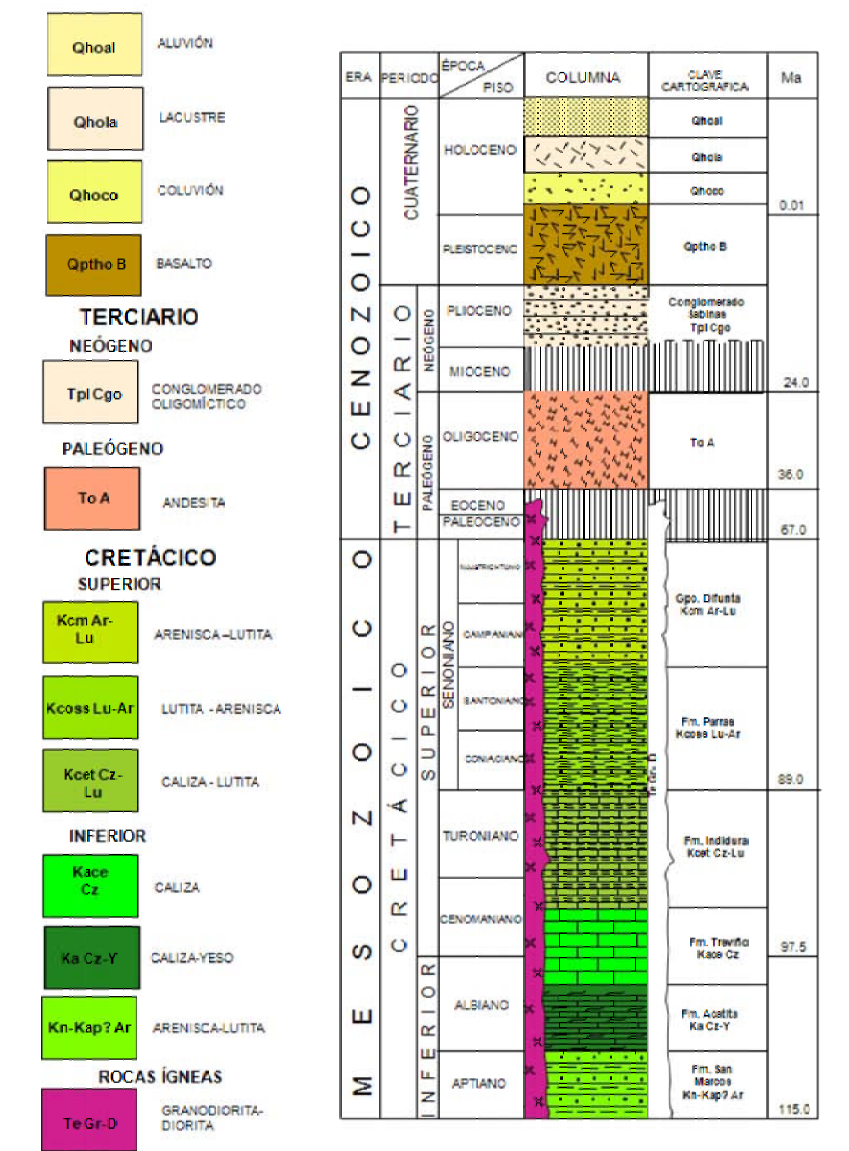 Qhoal
ALUVIÓN
Qhola
LACUSTRE
Qhoco
COLUVIÓN
Qptho B
BASALTO
TERCIARIO
NEÓGENO
Tpl Cgo
CONGLOMERADO
OLIGOMÍCTICO
PALEÓGENO
To A
ANDESITA
CRETÁCICO
SUPERIOR
Kcm Ar-
Lu
ARENISCA-LUTITA
Kcoss Lu-Ar
LUTITA - ARENISCA
Kcet Cz-
Lu
CALIZA - LUTITA
INFERIOR
Kace
Cz
CALIZA
Ka Cz-Y
CALIZA-YESO
Kn-Kap? Ar
ARENISCA-LUTITA
ROCAS ÍGNEAS
Te Gr-D
GRANODIORITA-
DIORITA
ERA
PERIODO
ÉPOCA
PISO
COLUMNA
CLAVE
CARTOGRAFICA
Ma
CENOZOICO
CUATERNARIO
HOLOCENO
Qhoal
Qhola
Qhoco
0.01
PLEISTOCENO
Qptho B
TERCIARIO
NEÓGENO
PLIOCENO
Conglomerado
Sabinas
Tpl Cgo
MIOCENO
24.0
PALEÓGENO
OLIGOCENO
To A
36.0
EOCENO
PALEOCENO
67.0
MESOZOICO
CRETÁCICO
SUPERIOR
SENONIANO
CAMPANIANO
Gpo. Difunta
Kcm Ar-Lu
SANTONIANO
CONIACIANO
Fm. Parras
Kcoss Lu-Ar
Te Gr- D
89.0
TURONIANO
Fm. Indidura
Kcet Cz-Lu
CENOMANIANO
Fm. Treviño
Kace Cz
97.5
INFERIOR
ALBIANO
Fm. Acatita
Ka Cz-Y
APTIANO
Fm. San
Marcos
Kn-Kap? Ar
115.0